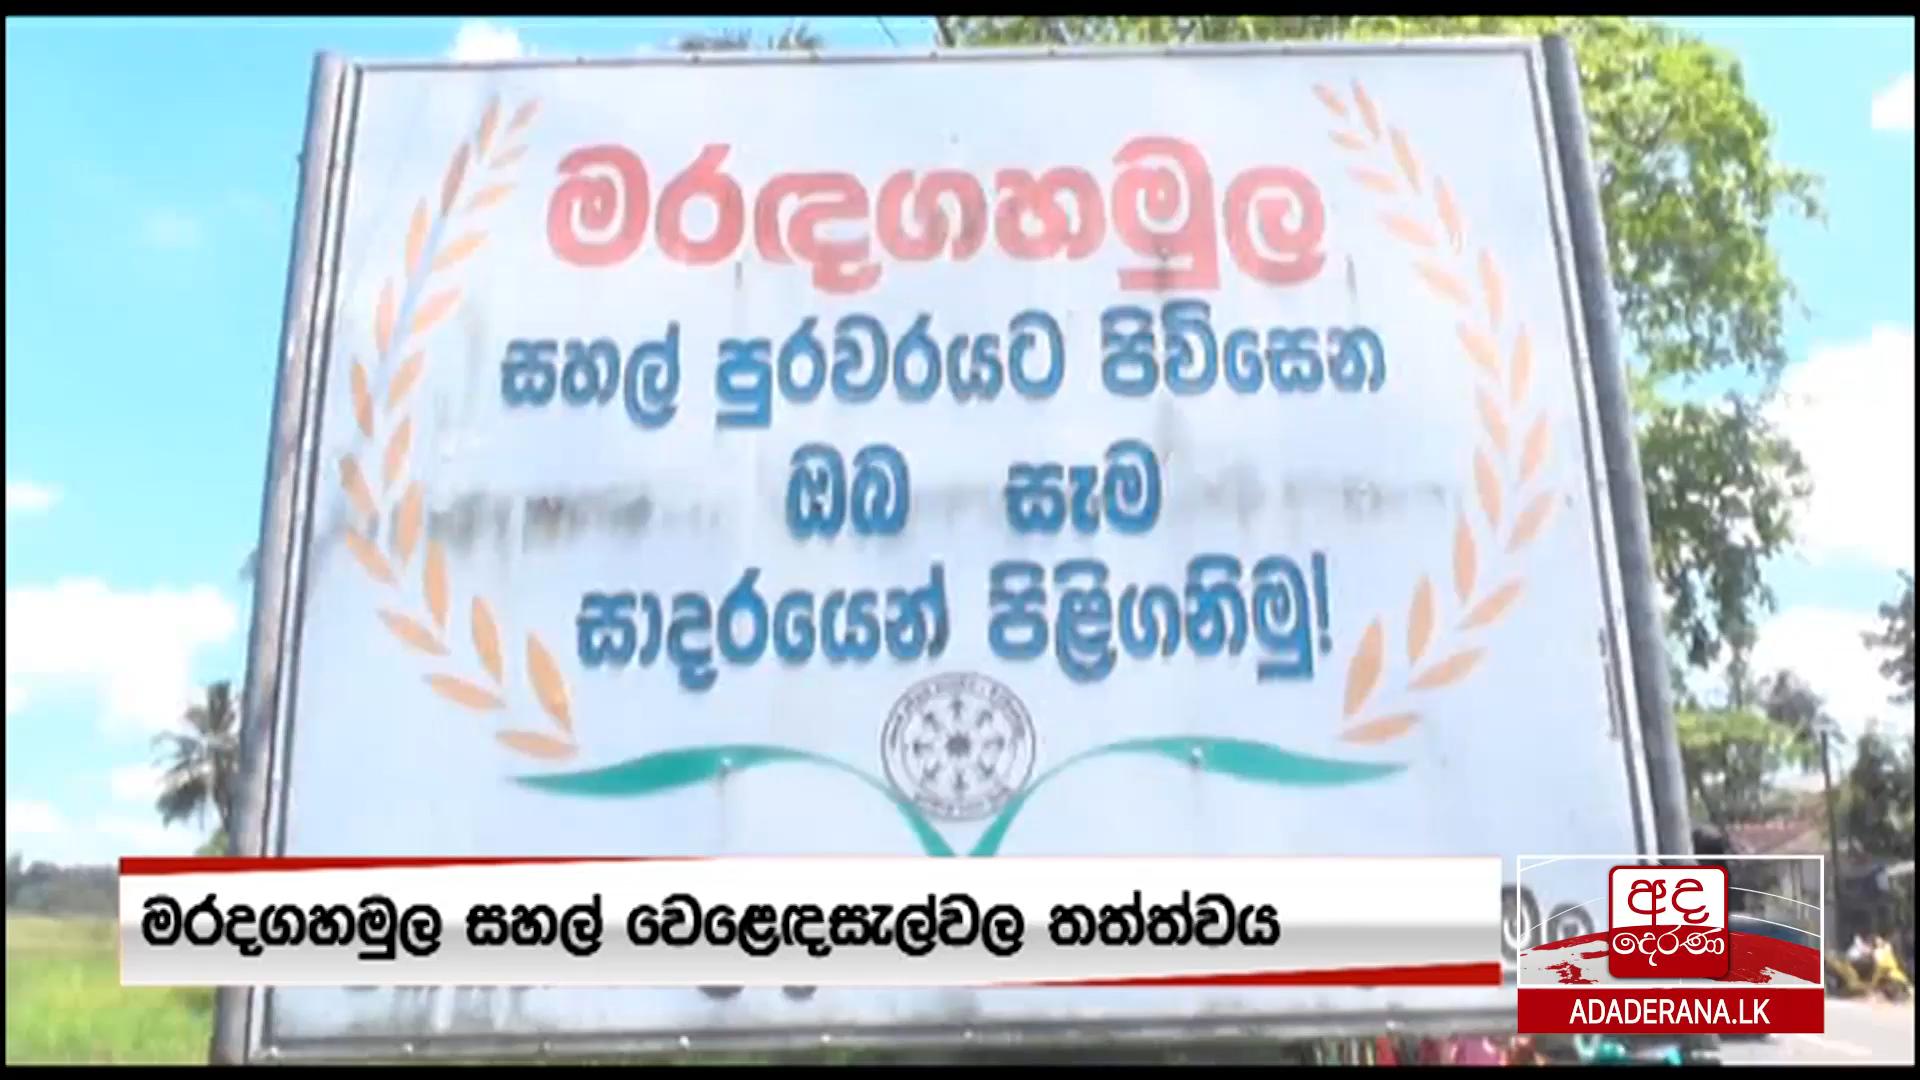 මරඳගහමුල
සහල් පුරවරයට පිවිසෙන
ඔබ සැම
සාදරයෙන් පිළිගනිමු!
මරදගහමුල සහල් වෙළෙඳසැල්වල තත්ත්වය
අද
දෙරණ
ADADERANA.LK